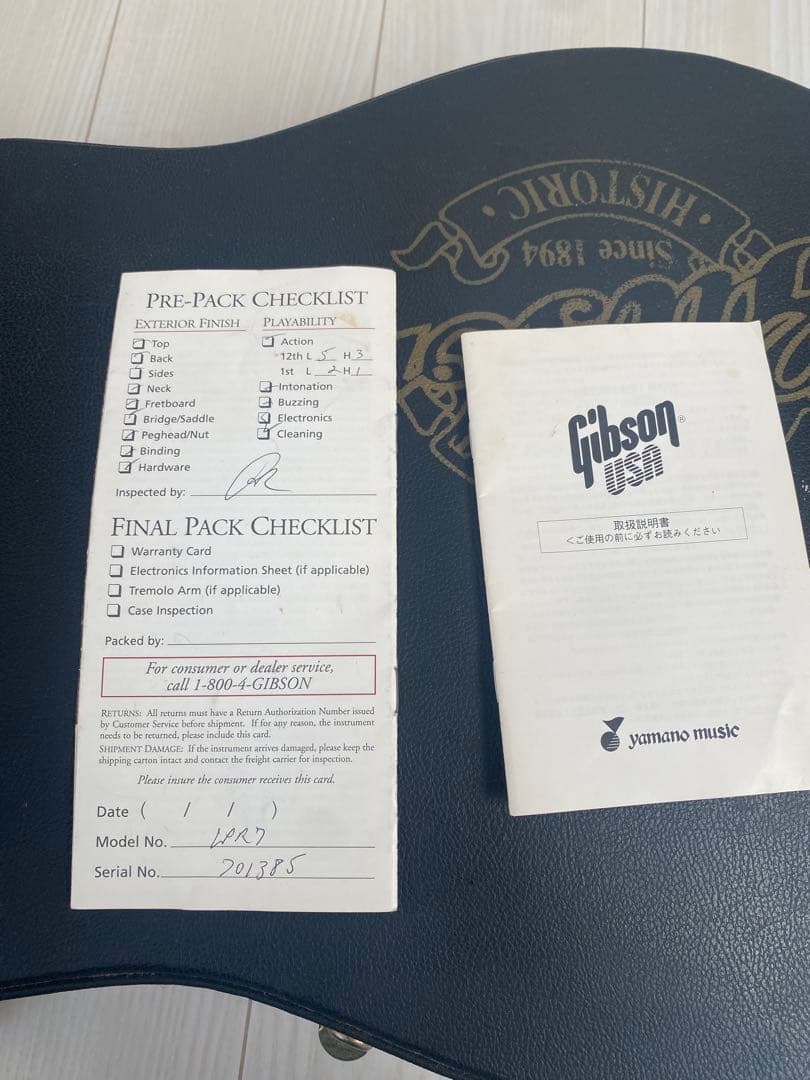 · HISTORIC ·
Since 1894
PRE-PACK CHECKLIST
EXTERIOR FINISH
Top
Back
Sides
Neck
Fretboard
Bridge/Saddle
Peghead/Nut
Binding
Hardware
PLAYABILITY
Action
12th L 5 H 3
1st L 2 H 1
Intonation
Buzzing
Electronics
Cleaning
Inspected by:
FINAL PACK CHECKLIST
Warranty Card
Electronics Information Sheet (if applicable)
Tremolo Arm (if applicable)
Case Inspection
Packed by:
For consumer or dealer service,
call 1-800-4-GIBSON
RETURNS: All returns must have a Return Authorization Number issued
by Customer Service before shipment. If for any reason, the instrument
needs to be returned, please include this card.
SHIPMENT DAMAGE: If the instrument arrives damaged, please keep the
shipping carton intact and contact the freight carrier for inspection.
Please insure the consumer receives this card.
Date ( / / )
Model No. LPR7
Serial No. 701385
Gibson®
USA
取扱説明書
<ご使用の前に必ずお読みください
yamano music